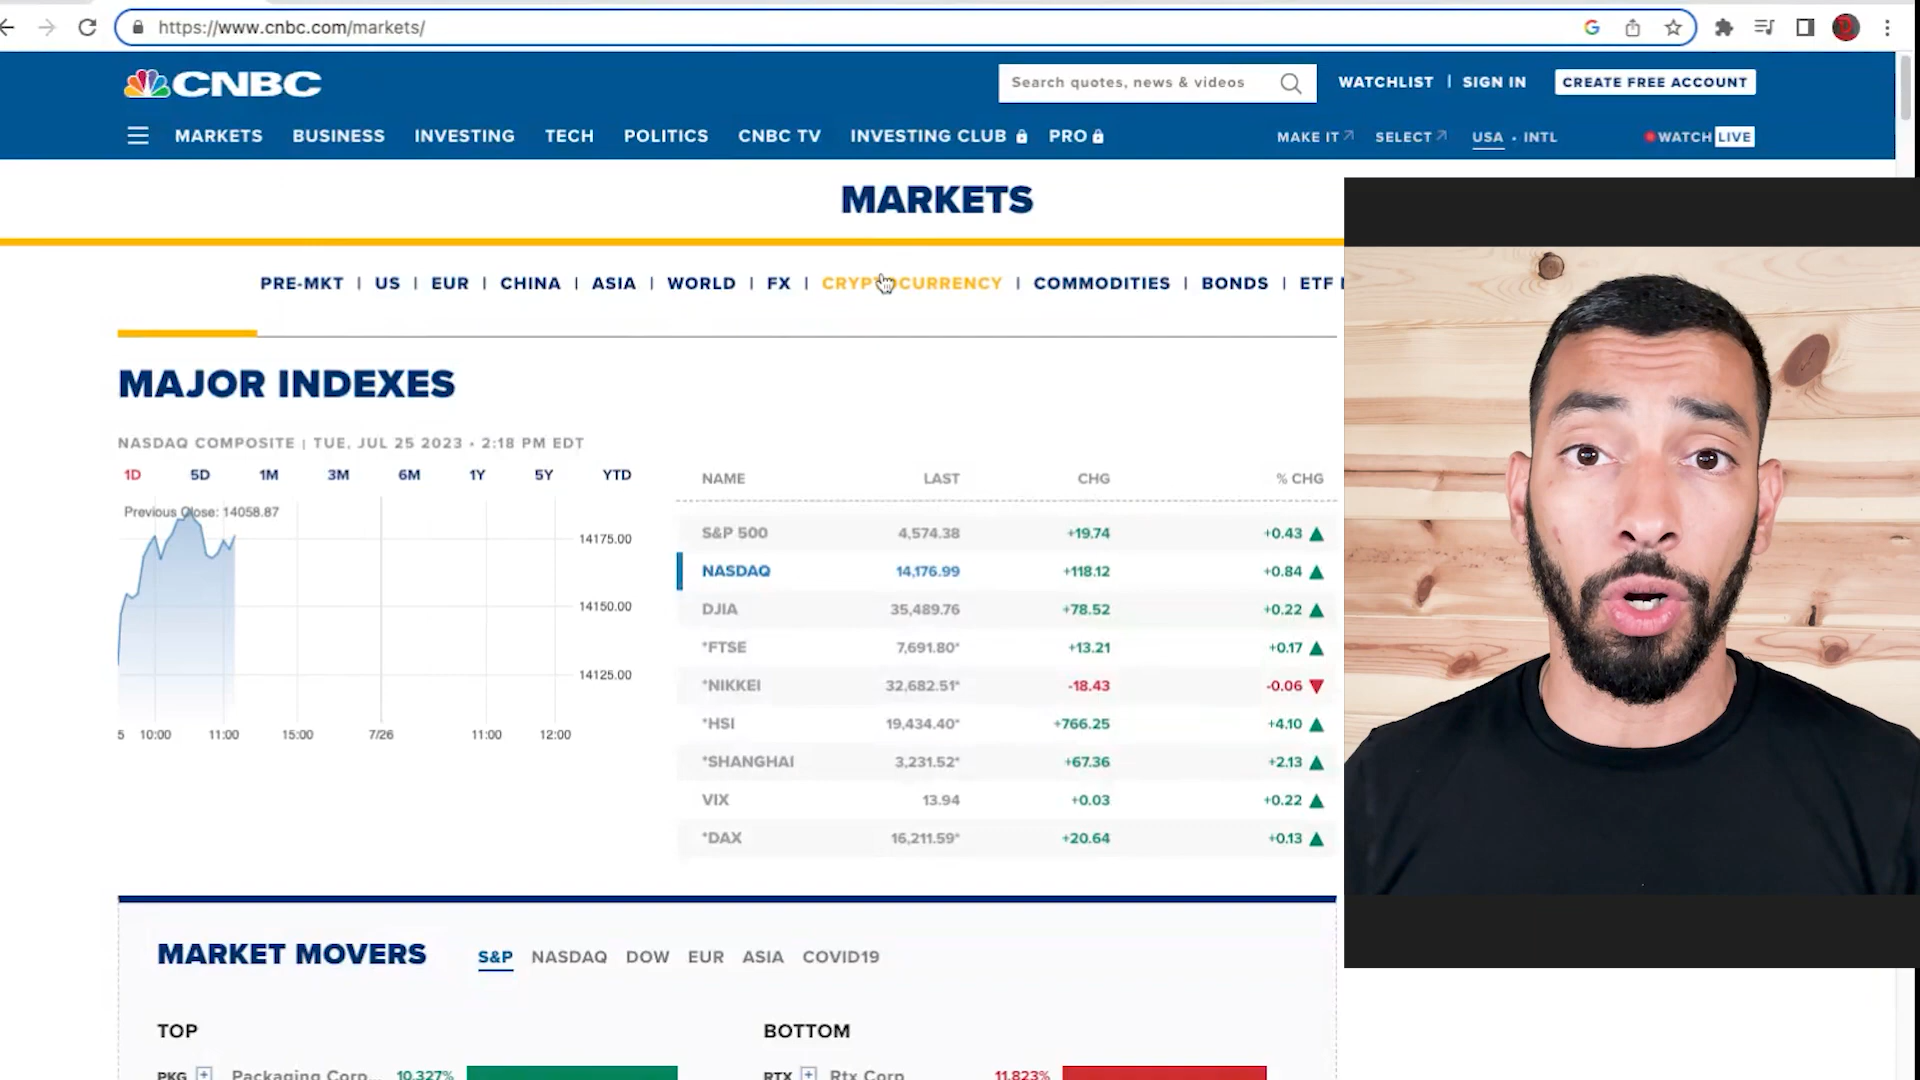 https://www.cnbc.com/markets/
CNBC
Search quotes, news & videos
WATCHLIST | SIGN IN
CREATE FREE ACCOUNT
MARKETS BUSINESS INVESTING TECH POLITICS CNBC TV INVESTING CLUB PRO
MAKE IT SELECT USA • INTL
WATCH LIVE
MARKETS
PRE-MKT | US | EUR | CHINA | ASIA | WORLD | FX | CRYPTOCURRENCY | COMMODITIES | BONDS | ETF
MAJOR INDEXES
NASDAQ COMPOSITE | TUE, JUL 25 2023 • 2:18 PM EDT
1D 5D 1M 3M 6M 1Y 5Y YTD
Previous Close: 14058.87
14175.00
14150.00
14125.00
5 10:00 11:00 15:00 7/26 11:00 12:00
NAME LAST CHG % CHG
S&P 500 4,574.38 +19.74 +0.43
NASDAQ 14,176.99 +118.12 +0.84
DJIA 35,489.76 +78.52 +0.22
*FTSE 7,691.80* +13.21 +0.17
*NIKKEI 32,682.51* -18.43 -0.06
*HSI 19,434.40* +766.25 +4.10
*SHANGHAI 3,231.52* +67.36 +2.13
VIX 13.94 +0.03 +0.22
*DAX 16,211.59* +20.64 +0.13
MARKET MOVERS
S&P NASDAQ DOW EUR ASIA COVID19
TOP
PKG Packaging Corp... 10.327%
BOTTOM
RTX Rtx Corp 11.823%